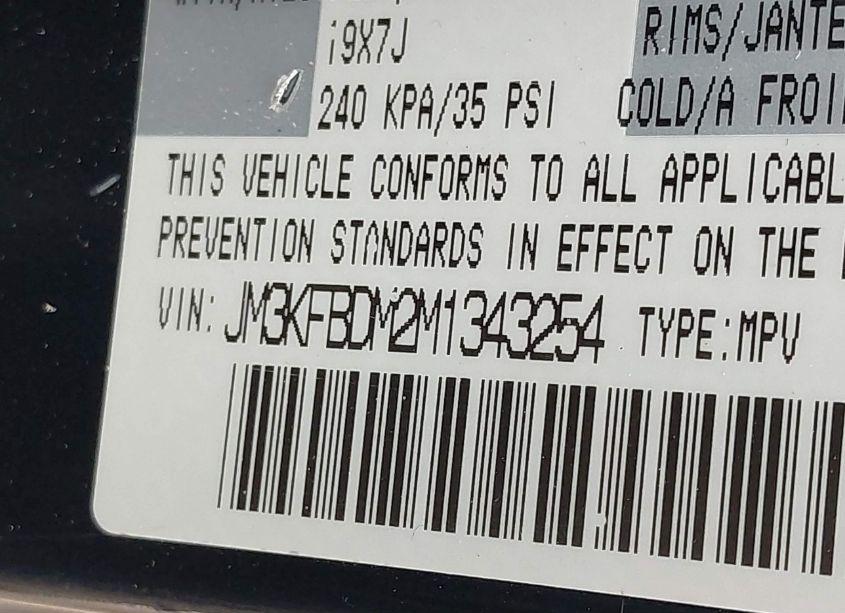 19X7J
RIMS/JANTE
240 KPA/35 PSI
COLD/A FROI
THIS VEHICLE CONFORMS TO ALL APPLICABL
PREVENTION STANDARDS IN EFFECT ON THE
VIN: JM3KFBDM2M1343254 TYPE:MPV